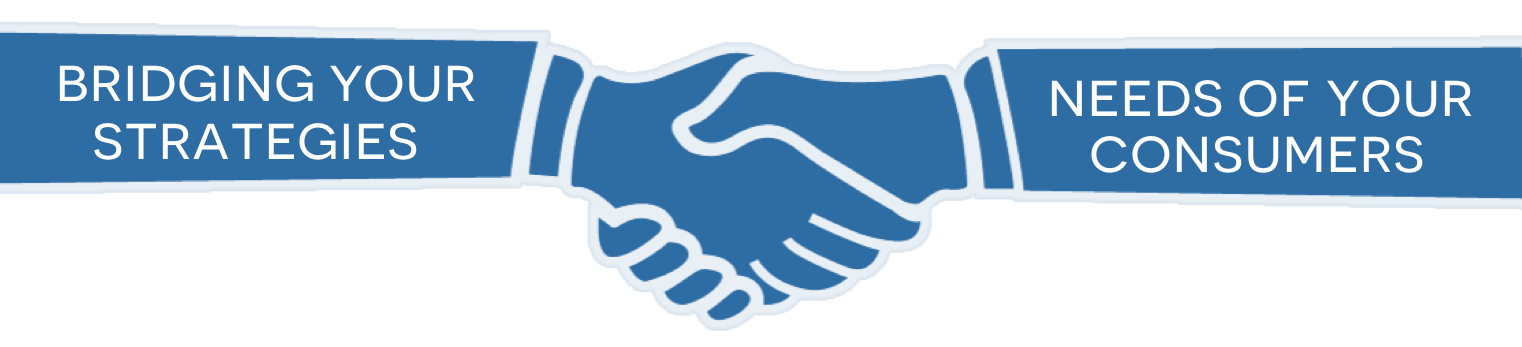 BRIDGING YOUR
STRATEGIES
NEEDS OF YOUR
CONSUMERS